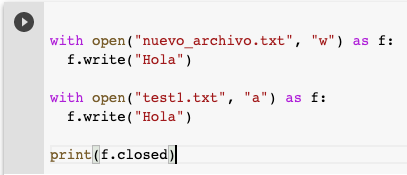 with open("nuevo_archivo.txt", "w") as f:
  f.write("Hola")
with open("test1.txt", "a") as f:
  f.write("Hola")
print(f.closed)